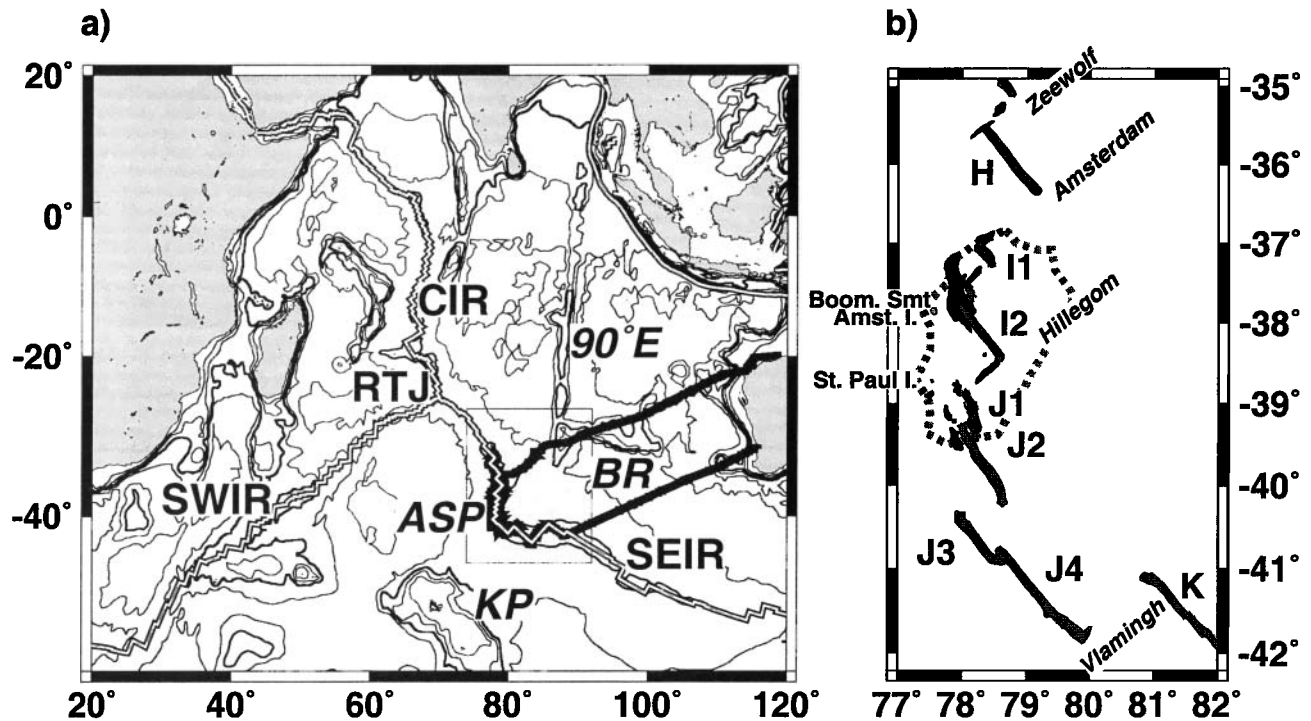 a)
20°
0°
-20°
-40°
20°
40°
60°
80°
100°
120°
CIR
90°E
RTJ
SWIR
BR
ASP
SEIR
KP
b)
Zeewolf
-35°
H
Amsterdam
-36°
-37°
I1
Boom. Smt
Amst. I.
I2
Hillegom
-38°
St. Paul I.
J1
-39°
J2
-40°
J3
J4
-41°
K
Vlamingh
-42°
77°
78°
79°
80°
81°
82°